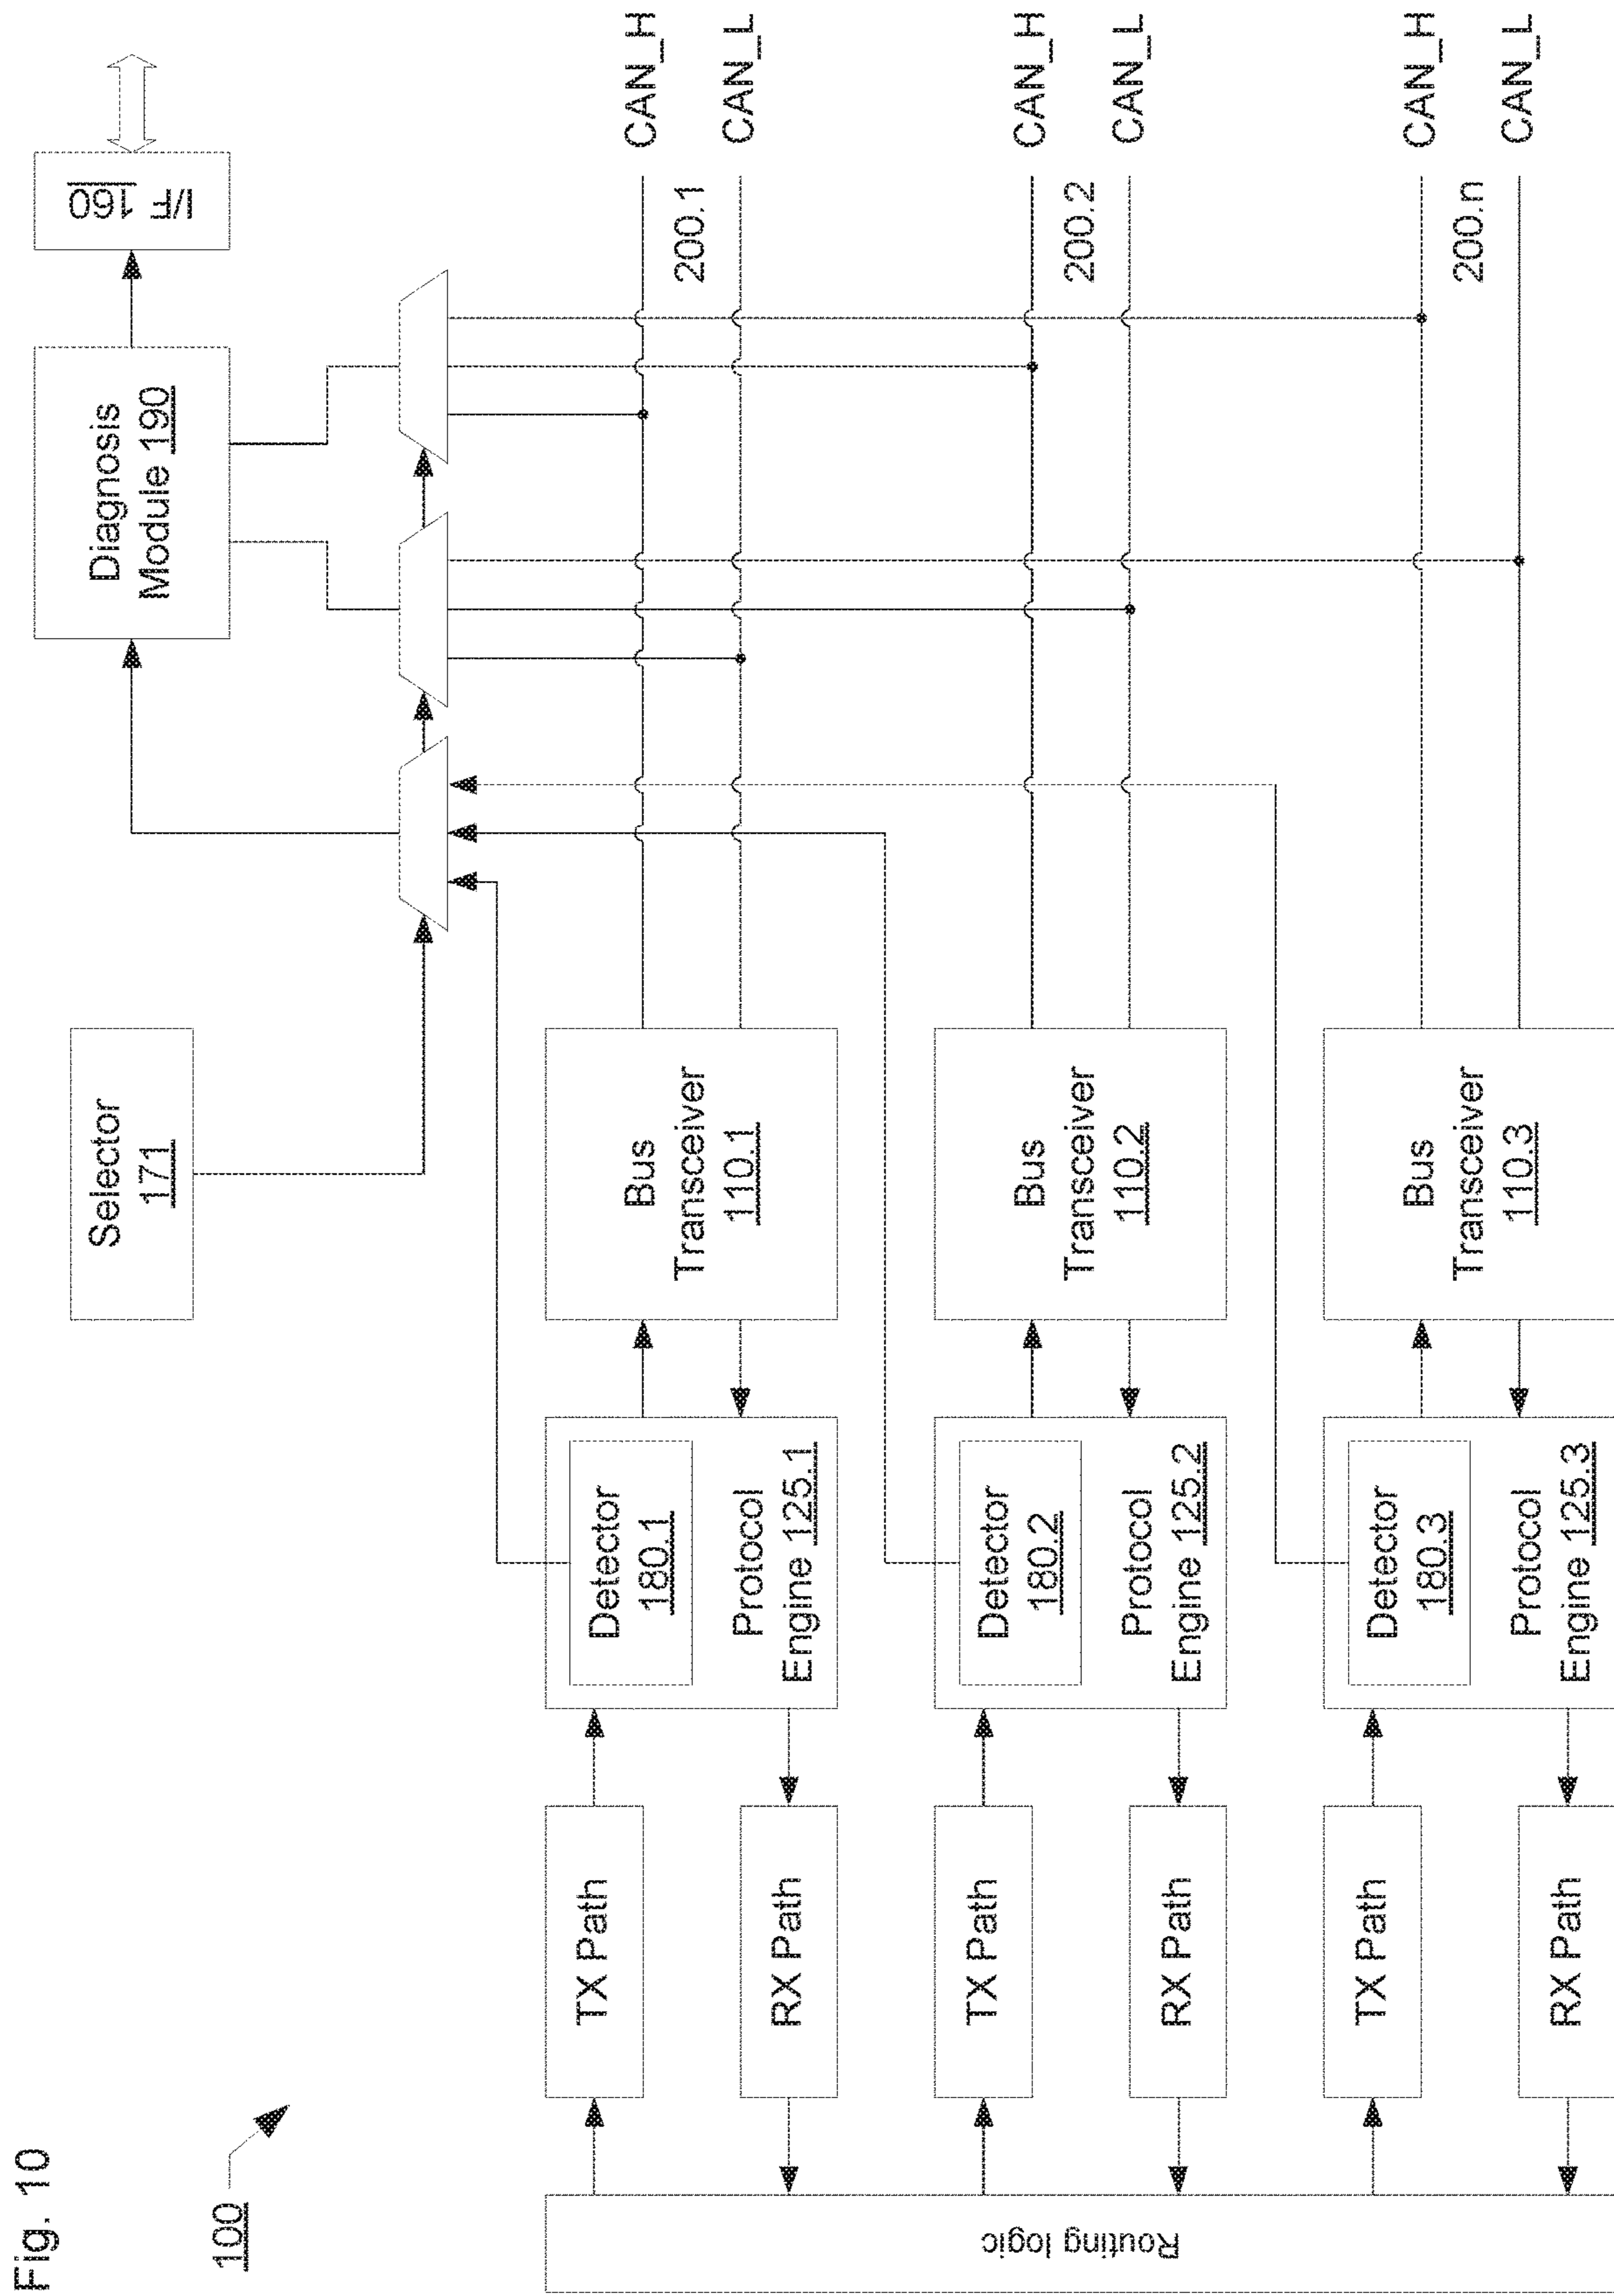 Fig. 10
100
Selector
171
Diagnosis
Module 190
I/F 160
Routing logic
TX Path
RX Path
Detector
180.1
Protocol
Engine 125.1
Bus
Transceiver
110.1
CAN_H
200.1
CAN_L
TX Path
RX Path
Detector
180.2
Protocol
Engine 125.2
Bus
Transceiver
110.2
CAN_H
200.2
CAN_L
TX Path
RX Path
Detector
180.3
Protocol
Engine 125.3
Bus
Transceiver
110.3
CAN_H
200.n
CAN_L